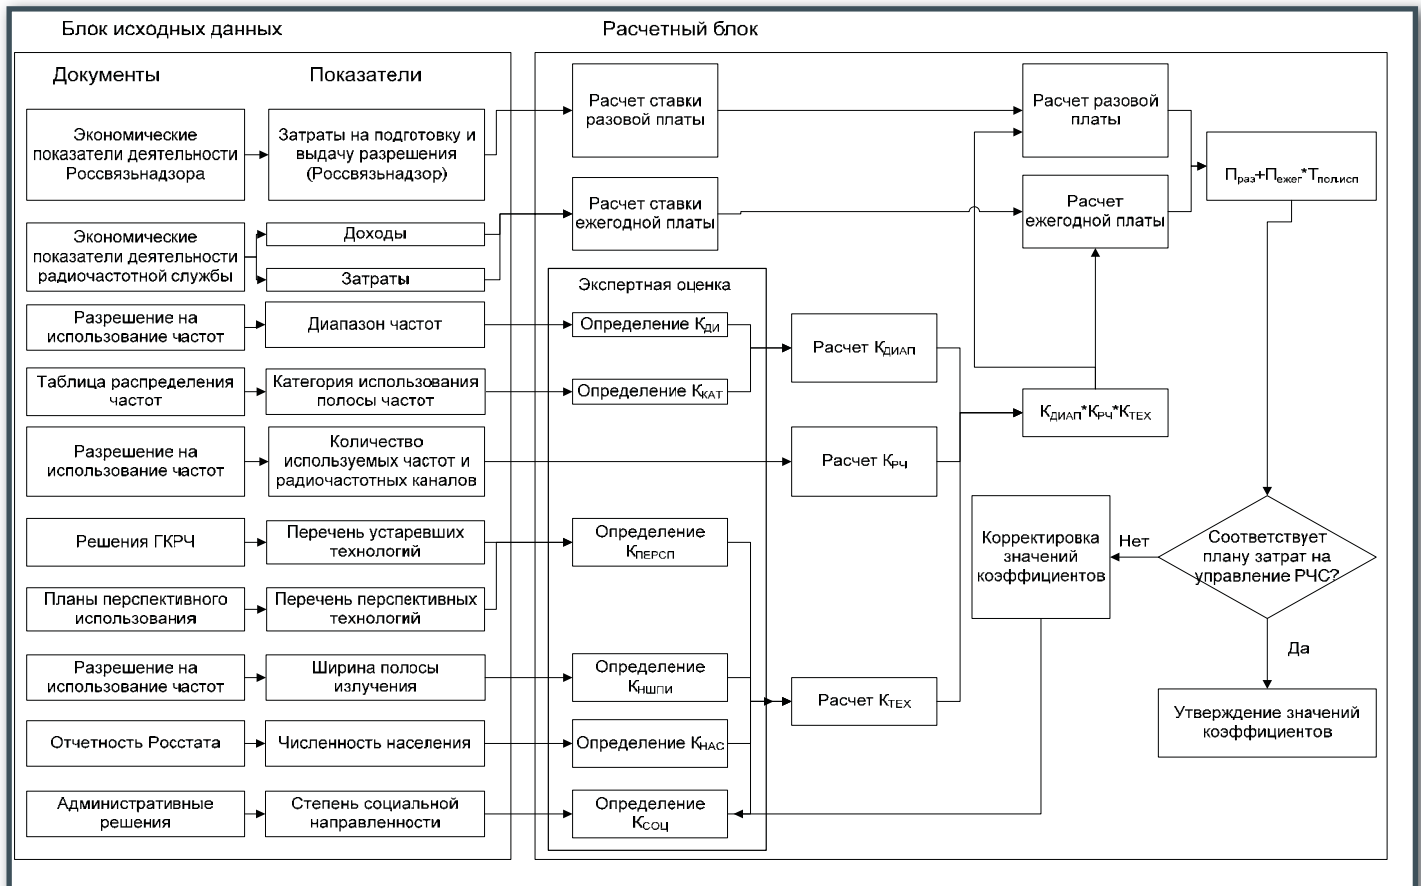 Блок исходных данных
Расчетный блок
Документы
Показатели
Экономические
показатели деятельности
Россвязьнадзора
Затраты на подготовку и
выдачу разрешения
(Россвязьнадзор)
Расчет ставки
разовой платы
Расчет разовой
платы
Экономические
показатели деятельности
радиочастотной службы
Доходы
Затраты
Расчет ставки
ежегодной платы
Расчет
ежегодной платы
Праз+Пежег*Тпол.исп
Экспертная оценка
Разрешение на
использование частот
Диапазон частот
Определение КДИ
Расчет КДИАП
Таблица распределения
частот
Категория использования
полосы частот
Определение ККАТ
КДИАП*КРЧ*КТЕХ
Разрешение на
использование частот
Количество
используемых частот и
радиочастотных каналов
Расчет КРЧ
Решения ГКРЧ
Перечень устаревших
технологий
Определение
КПЕРСП
Корректировка
значений
коэффициентов
Нет
Соответствует
плану затрат на
управление РЧС?
Планы перспективного
использования
Перечень перспективных
технологий
Да
Разрешение на
использование частот
Ширина полосы
излучения
Определение
КНШПИ
Расчет КТЕХ
Утверждение значений
коэффициентов
Отчетность Росстата
Численность населения
Определение КНАС
Административные
решения
Степень социальной
направленности
Определение
КСОЦ